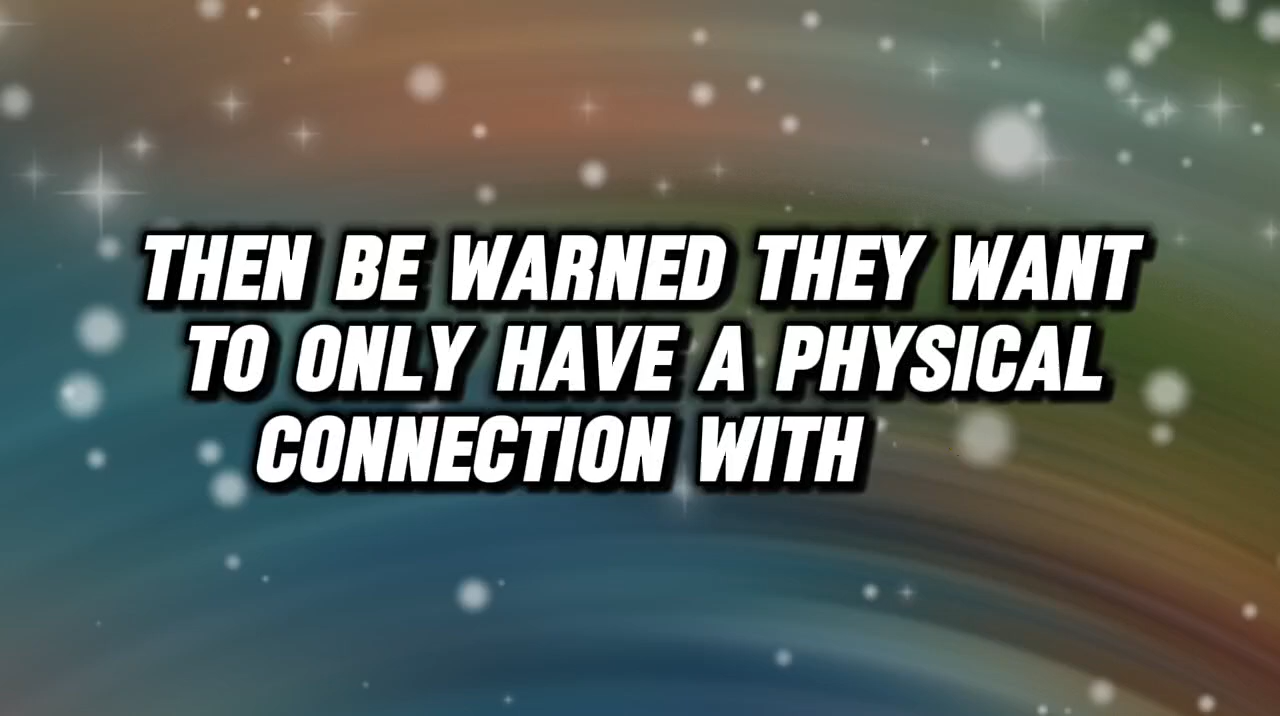 THEN BE WARNED THEY WANT
TO ONLY HAVE A PHYSICAL
CONNECTION WITH